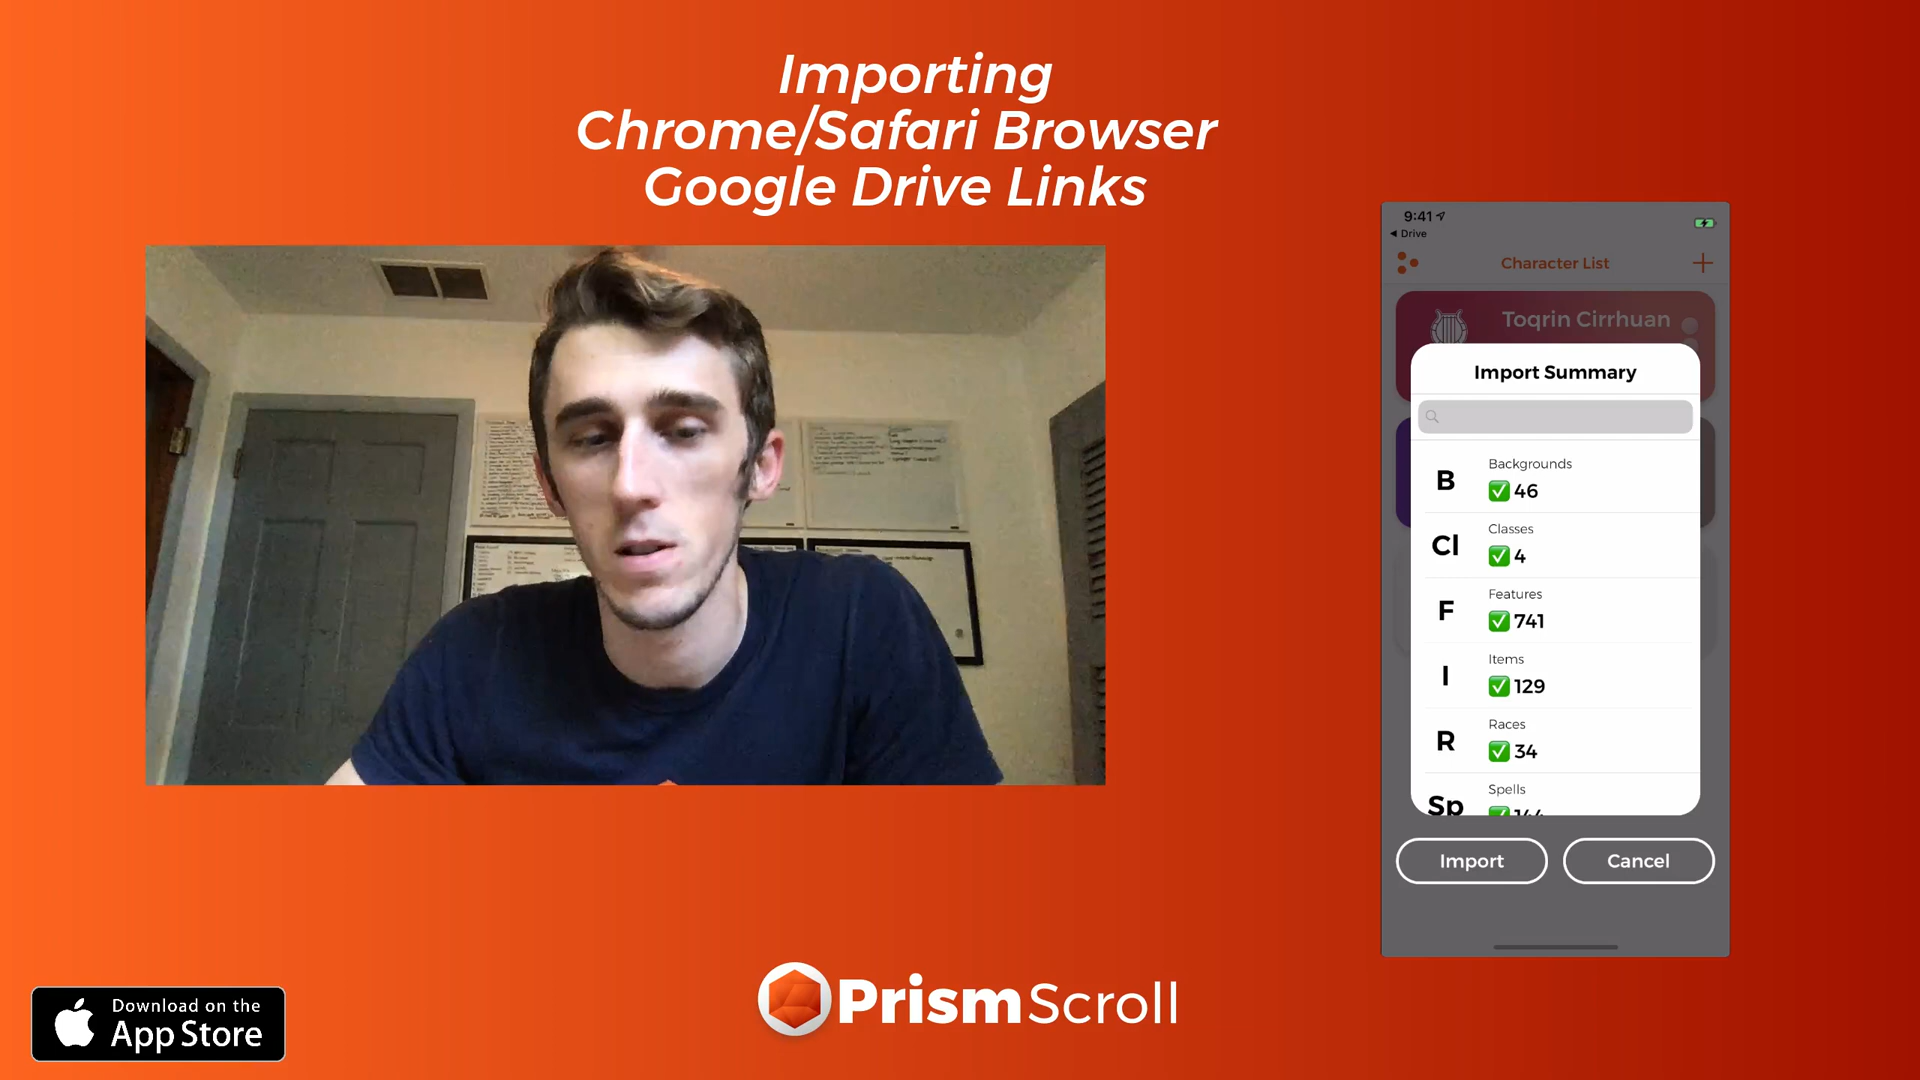 Importing
Chrome/Safari Browser
Google Drive Links
9:41
Drive
Character List
Toqrin Cirrhuan
Import Summary
B
Backgrounds
46
Cl
Classes
4
F
Features
741
I
Items
129
R
Races
34
Sp
Spells
144
Import
Cancel
PrismScroll
Download on the
App Store